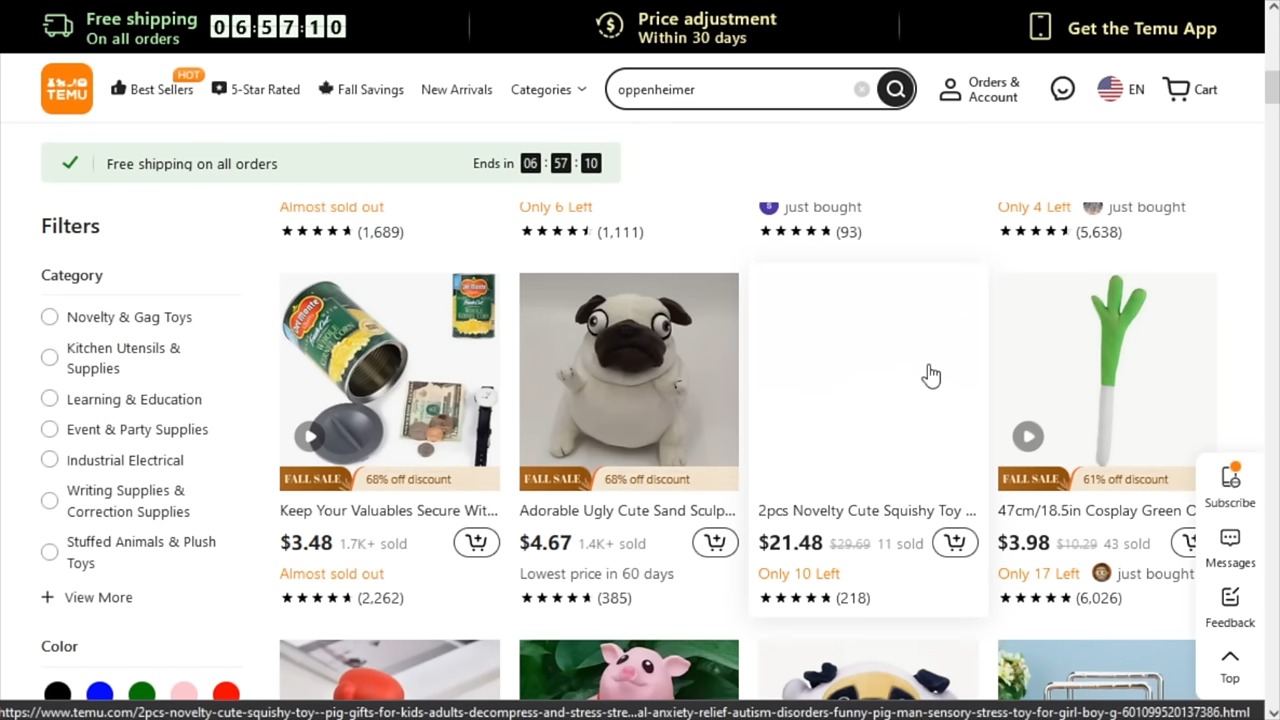 Free shipping
On all orders
06:57:10
Price adjustment
Within 30 days
Get the Temu App
TEMU
Best Sellers
HOT
5-Star Rated
Fall Savings
New Arrivals
Categories
oppenheimer
Orders &
Account
EN
Cart
Free shipping on all orders
Ends in 06 : 57 : 10
Filters
Category
Novelty & Gag Toys
Kitchen Utensils &
Supplies
Learning & Education
Event & Party Supplies
Industrial Electrical
Writing Supplies &
Correction Supplies
Stuffed Animals & Plush
Toys
+ View More
Color
Almost sold out
(1,689)
Only 6 Left
(1,111)
8 just bought
(93)
Only 4 Left just bought
(5,638)
Del Monte
WHOLE
FALL SALE 68% off discount
Keep Your Valuables Secure Wit...
$3.48 1.7K+ sold
Almost sold out
(2,262)
FALL SALE 68% off discount
Adorable Ugly Cute Sand Sculp...
$4.67 1.4K+ sold
Lowest price in 60 days
(385)
2pcs Novelty Cute Squishy Toy ...
$21.48 $29.69 11 sold
Only 10 Left
(218)
FALL SALE 61% off discount
47cm/18.5in Cosplay Green O
$3.98 $10.29 43 sold
Only 17 Left just bought
(6,026)
Subscribe
Messages
Feedback
Top
https://www.temu.com/2pcs-novelty-cute-squishy-toy--pig-gifts-for-kids-adults-decompress-and-stress-stre...al-anxiety-relief-autism-disorders-funny-pig-man-sensory-stress-toy-for-girl-boy-g-601099520137386.html